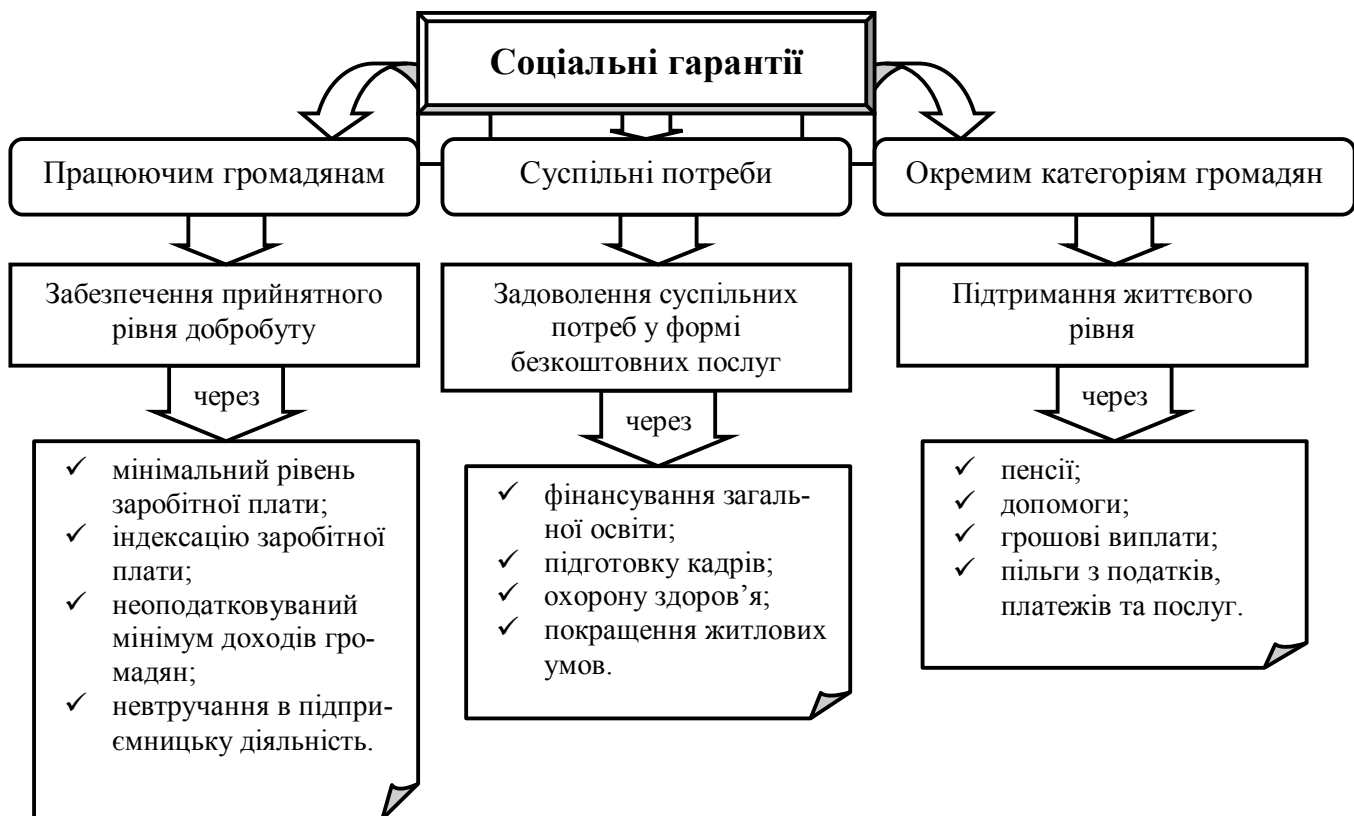 Соціальні гарантії
Працюючим громадянам
Суспільні потреби
Окремим категоріям громадян
Забезпечення прийнятного
рівня добробуту
Задоволення суспільних
потреб у формі
безкоштовних послуг
Підтримання життєвого
рівня
через
через
через
✓ мінімальний рівень
заробітної плати;
✓ індексацію заробітної
плати;
✓ неоподатковуваний
мінімум доходів гро-
мадян;
✓ невтручання в підпри-
ємницьку діяльність.
✓ фінансування загаль-
ної освіти;
✓ підготовку кадрів;
✓ охорону здоров’я;
✓ покращення житлових
умов.
✓ пенсії;
✓ допомоги;
✓ грошові виплати;
✓ пільги з податків,
платежів та послуг.